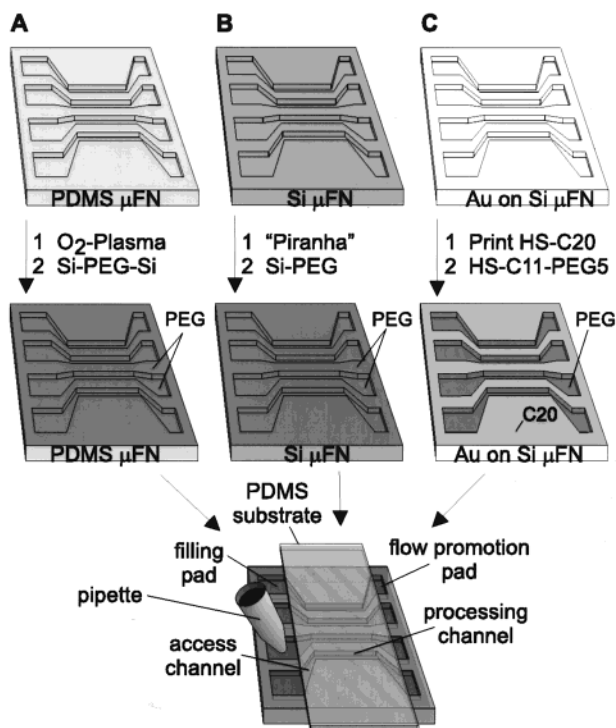 A
B
C
PDMS μFN
Si μFN
Au on Si μFN
1 O₂-Plasma
2 Si-PEG-Si
1 "Piranha"
2 Si-PEG
1 Print HS-C20
2 HS-C11-PEG5
PEG
PEG
PEG
C20
PDMS μFN
Si μFN
Au on Si μFN
PDMS
substrate
filling
pad
flow promotion
pad
pipette
processing
channel
access
channel